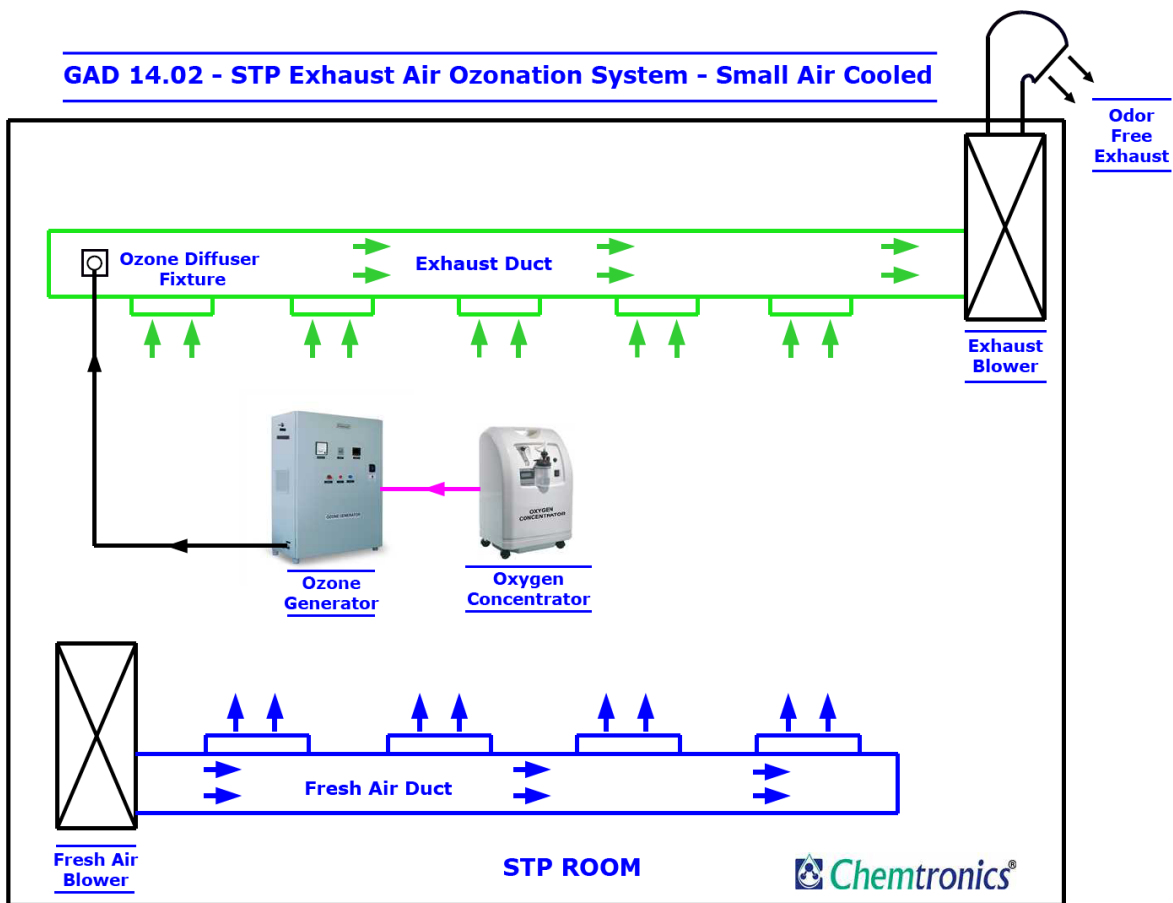 GAD 14.02 - STP Exhaust Air Ozonation System - Small Air Cooled
Odor
Free
Exhaust
Ozone Diffuser
Fixture
Exhaust Duct
Exhaust
Blower
OZONE GENERATOR
OXYGEN
CONCENTRATOR
Ozone
Generator
Oxygen
Concentrator
Fresh Air Duct
Fresh Air
Blower
STP ROOM
Chemtronics®